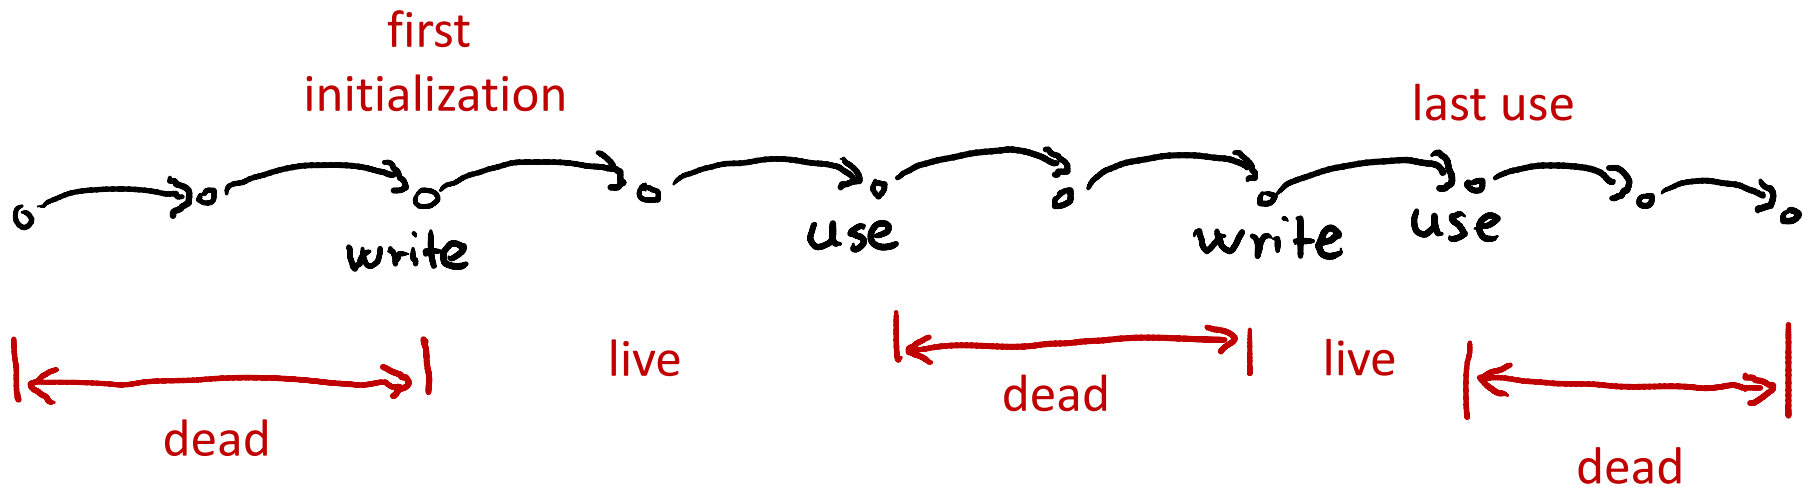 first
initialization
last use
write
use
write
use
live
live
dead
dead
dead